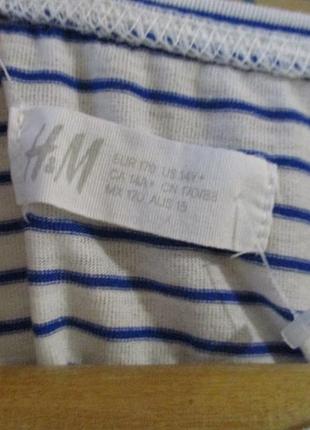 H&M
EUR 170 US 14Y+
CA 14A+ CN 170/88
MX 170 AUS 15